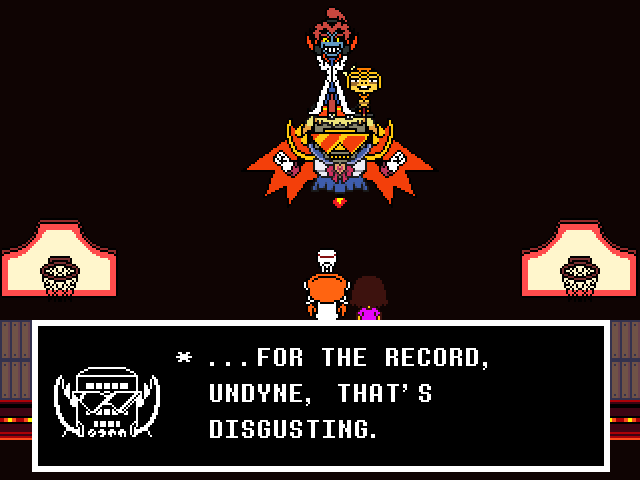 * ...FOR THE RECORD,
UNDYNE, THAT'S
DISGUSTING.